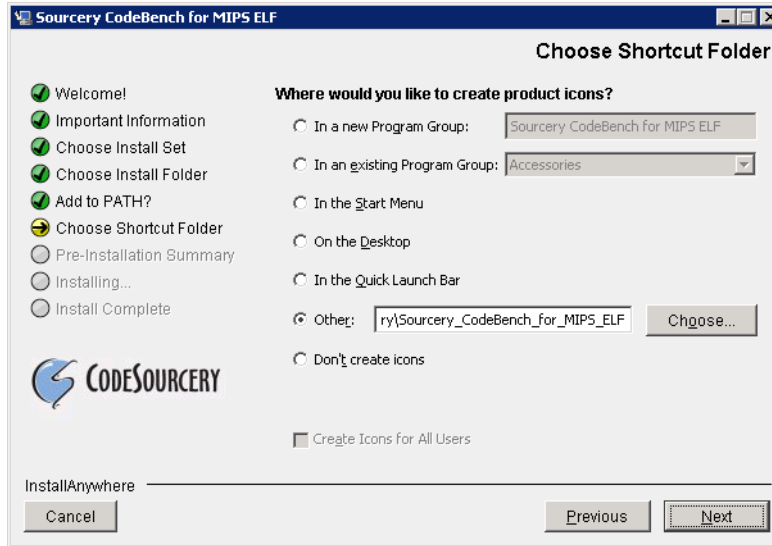 Sourcery CodeBench for MIPS ELF
Choose Shortcut Folder
Welcome!
Important Information
Choose Install Set
Choose Install Folder
Add to PATH?
Choose Shortcut Folder
Pre-Installation Summary
Installing...
Install Complete
CODESOURCERY
Where would you like to create product icons?
In a new Program Group: Sourcery CodeBench for MIPS ELF
In an existing Program Group: Accessories
In the Start Menu
On the Desktop
In the Quick Launch Bar
Other: ry\Sourcery_CodeBench_for_MIPS_ELF Choose...
Don't create icons
Create Icons for All Users
InstallAnywhere
Cancel Previous Next